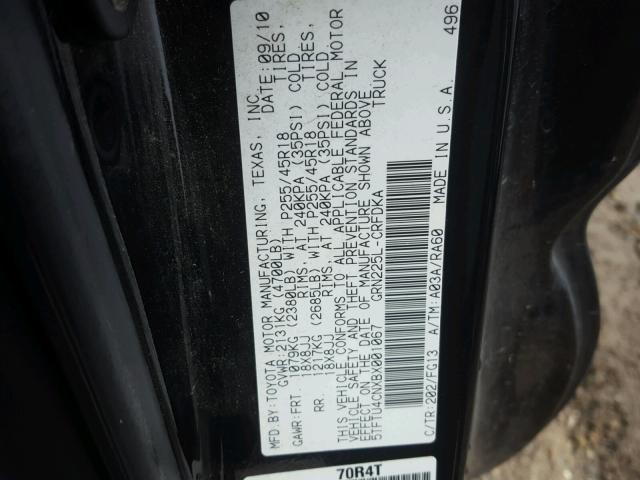 MFD.BY:TOYOTA MOTOR MANUFACTURING, TEXAS, INC. DATE:09/10
GVWR:2131KG (4700LB)
GAWR:FRT. 1079KG (2380LB) WITH P255/45R18 TIRES,
18X8JJ RIMS, AT 240KPA (35PSI) COLD
RR. 1217KG (2685LB) WITH P255/45R18 TIRES,
18X8JJ RIMS, AT 240KPA (35PSI) COLD
THIS VEHICLE CONFORMS TO ALL APPLICABLE FEDERAL MOTOR
VEHICLE SAFETY AND THEFT PREVENTION STANDARDS IN
EFFECT ON THE DATE OF MANUFACTURE SHOWN ABOVE.
5TFTU4CNXBX001067 GRN225L-CRFDKA TRUCK
C/TR:202/FG13 A/TM:A03A/RA60 MADE IN U.S.A. 496
70R4T